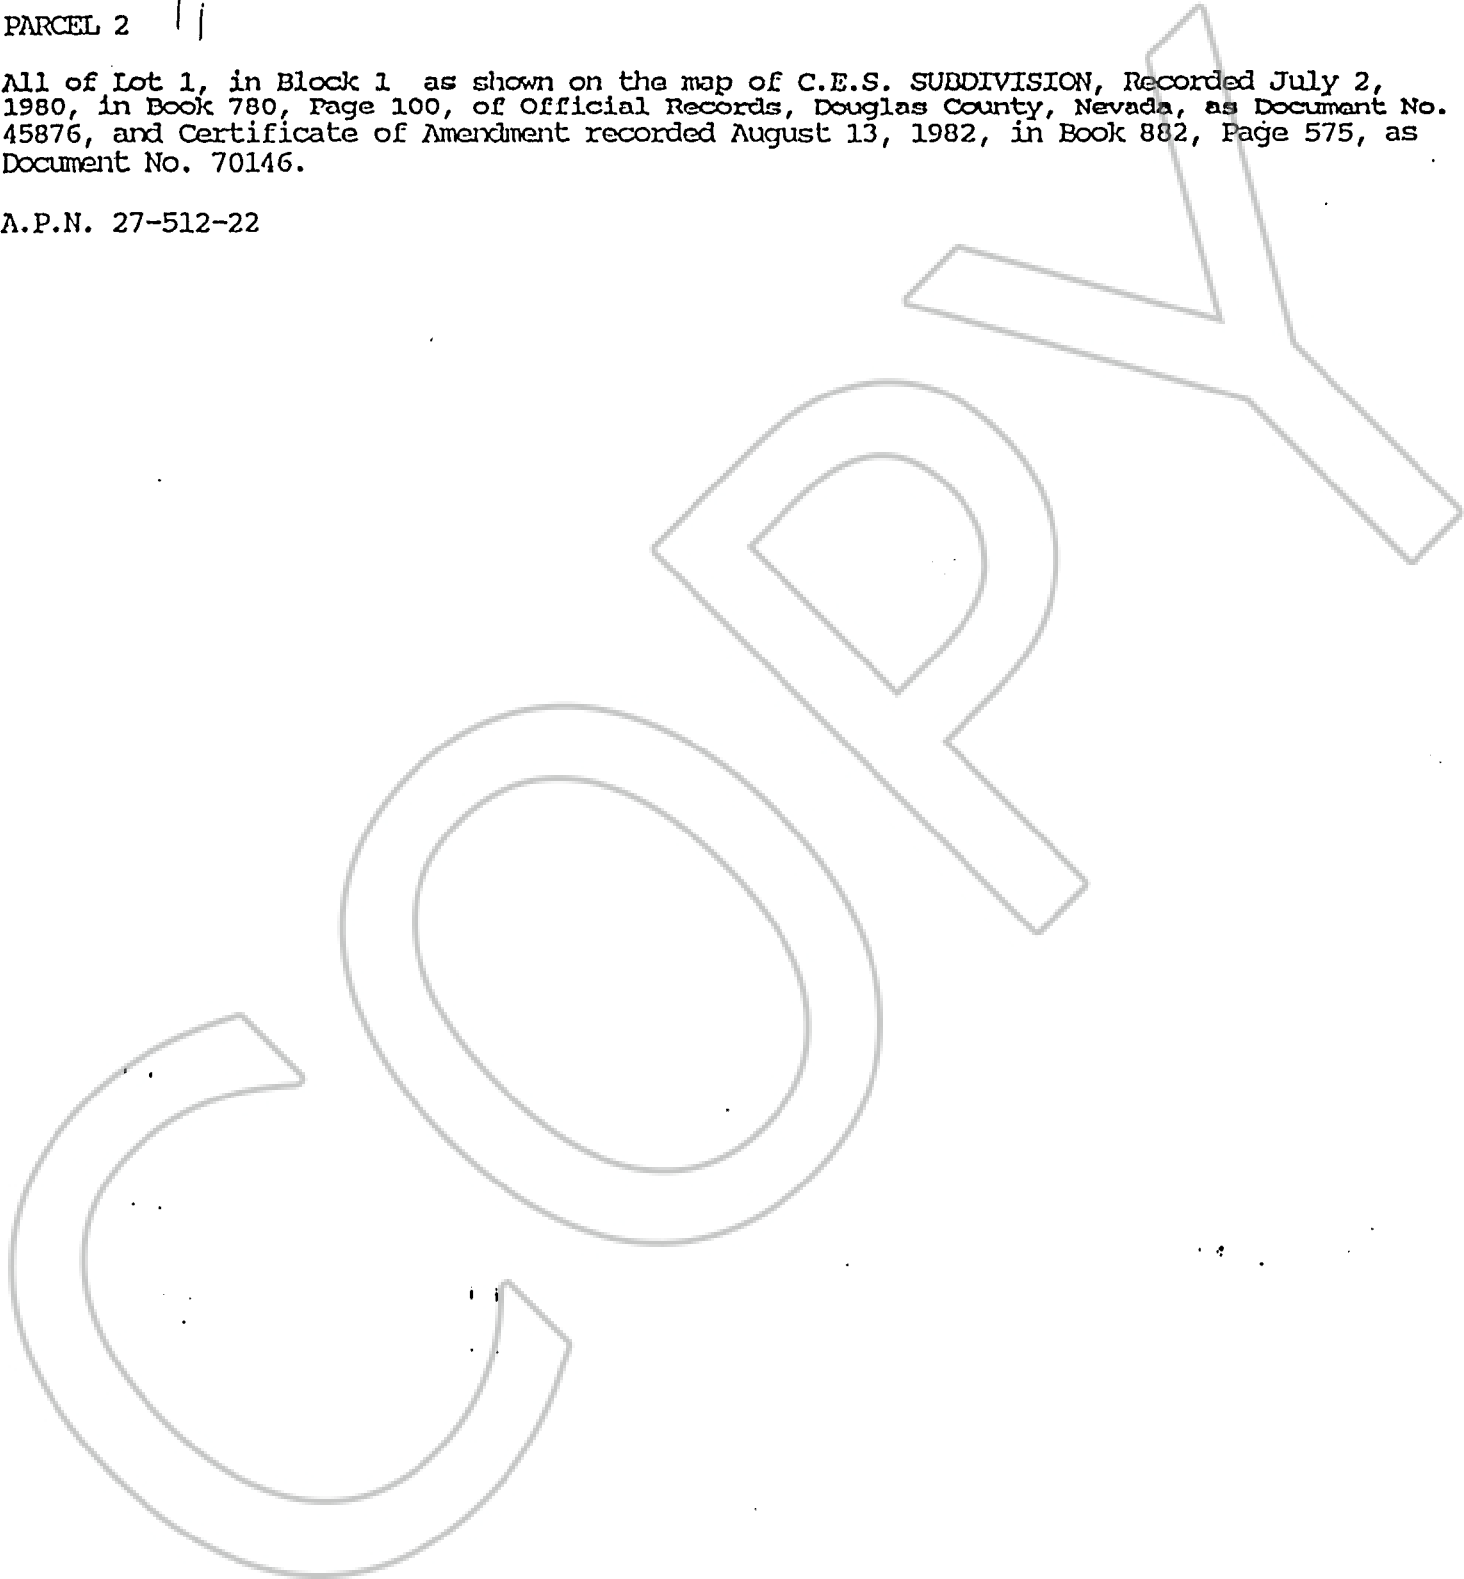 PARCEL 2
All of Lot 1, in Block 1 as shown on the map of C.E.S. SUBDIVISION, Recorded July 2,
1980, in Book 780, Page 100, of Official Records, Douglas County, Nevada, as Document No.
45876, and Certificate of Amendment recorded August 13, 1982, in Book 882, Page 575, as
Document No. 70146.
A.P.N. 27-512-22
COPY